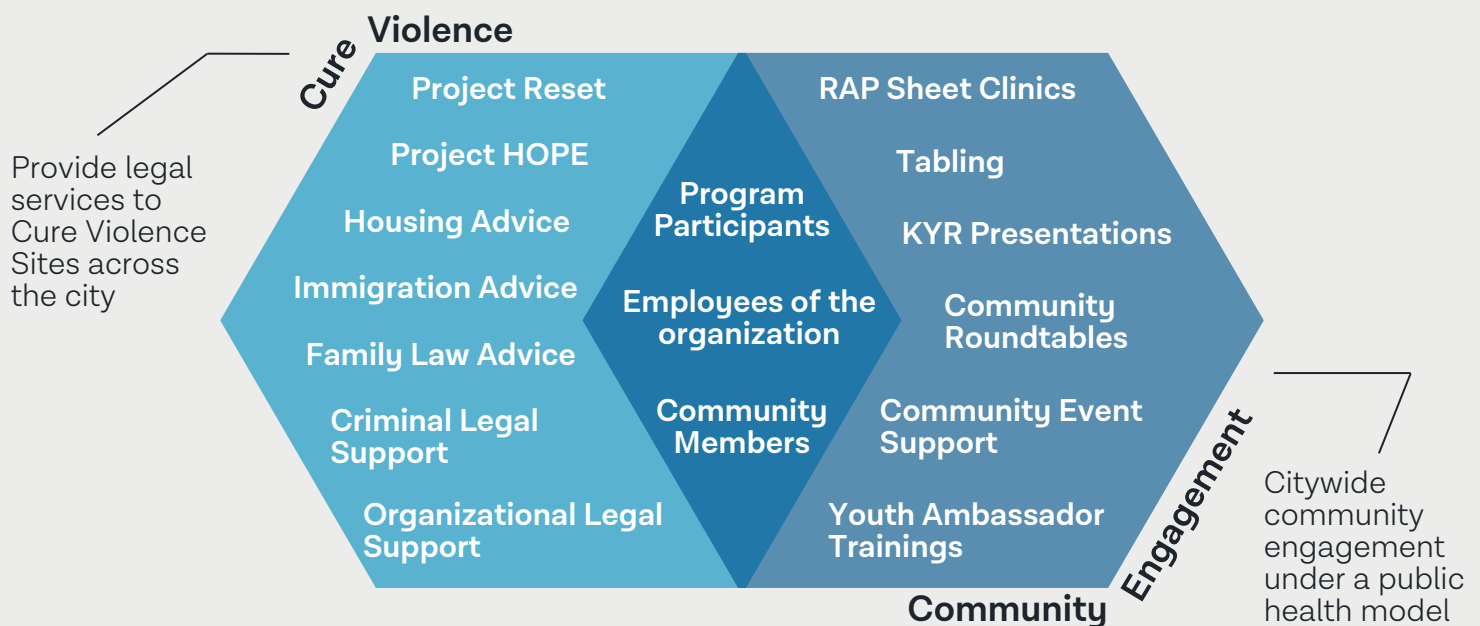 Cure Violence
Provide legal
services to
Cure Violence
Sites across
the city
Project Reset
Project HOPE
Housing Advice
Immigration Advice
Family Law Advice
Criminal Legal
Support
Organizational Legal
Support
Program
Participants
Employees of the
organization
Community
Members
RAP Sheet Clinics
Tabling
KYR Presentations
Community
Roundtables
Community Event
Support
Youth Ambassador
Trainings
Community Engagement
Citywide
community
engagement
under a public
health model